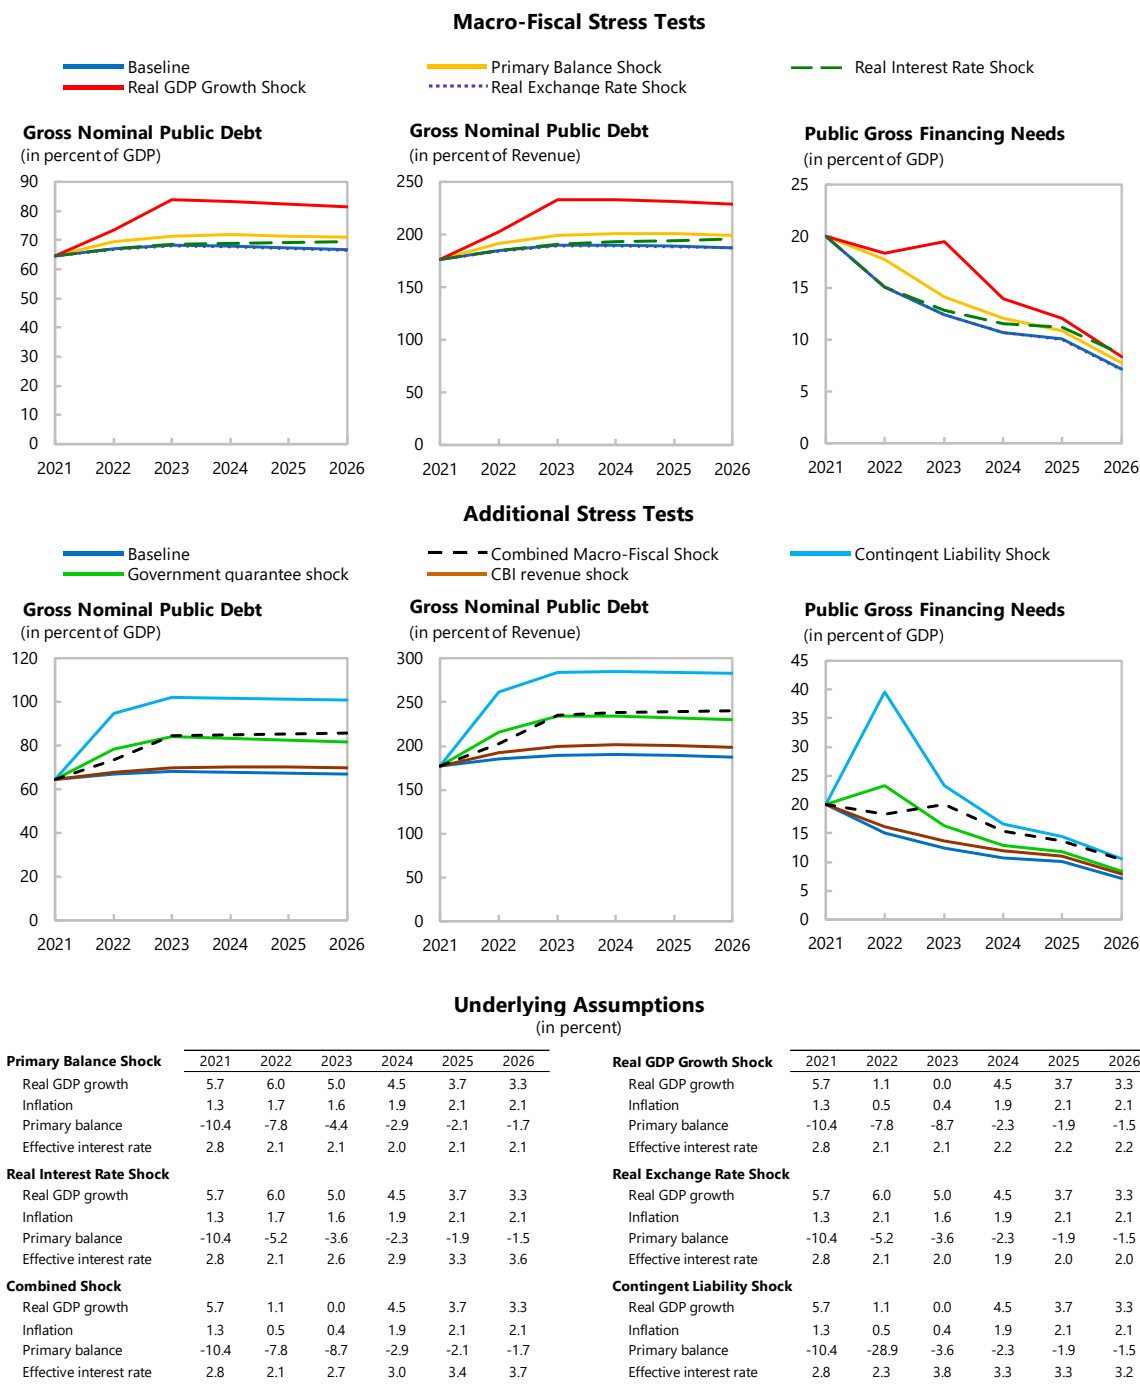 Macro-Fiscal Stress Tests
Baseline
Primary Balance Shock
Real Interest Rate Shock
Real GDP Growth Shock
Real Exchange Rate Shock
Gross Nominal Public Debt
(in percent of GDP)
90
80
70
60
50
40
30
20
10
0
2021 2022 2023 2024 2025 2026
Gross Nominal Public Debt
(in percent of Revenue)
250
200
150
100
50
0
2021 2022 2023 2024 2025 2026
Public Gross Financing Needs
(in percent of GDP)
25
20
15
10
5
0
2021 2022 2023 2024 2025 2026
Additional Stress Tests
Baseline
Combined Macro-Fiscal Shock
Contingent Liability Shock
Government guarantee shock
CBI revenue shock
Gross Nominal Public Debt
(in percent of GDP)
120
100
80
60
40
20
0
2021 2022 2023 2024 2025 2026
Gross Nominal Public Debt
(in percent of Revenue)
300
250
200
150
100
50
0
2021 2022 2023 2024 2025 2026
Public Gross Financing Needs
(in percent of GDP)
45
40
35
30
25
20
15
10
5
0
2021 2022 2023 2024 2025 2026
Underlying Assumptions
(in percent)
Primary Balance Shock 2021 2022 2023 2024 2025 2026
Real GDP growth 5.7 6.0 5.0 4.5 3.7 3.3
Inflation 1.3 1.7 1.6 1.9 2.1 2.1
Primary balance -10.4 -7.8 -4.4 -2.9 -2.1 -1.7
Effective interest rate 2.8 2.1 2.1 2.0 2.1 2.1
Real Interest Rate Shock
Real GDP growth 5.7 6.0 5.0 4.5 3.7 3.3
Inflation 1.3 1.7 1.6 1.9 2.1 2.1
Primary balance -10.4 -5.2 -3.6 -2.3 -1.9 -1.5
Effective interest rate 2.8 2.1 2.6 2.9 3.3 3.6
Combined Shock
Real GDP growth 5.7 1.1 0.0 4.5 3.7 3.3
Inflation 1.3 0.5 0.4 1.9 2.1 2.1
Primary balance -10.4 -7.8 -8.7 -2.9 -2.1 -1.7
Effective interest rate 2.8 2.1 2.7 3.0 3.4 3.7
Real GDP Growth Shock 2021 2022 2023 2024 2025 2026
Real GDP growth 5.7 1.1 0.0 4.5 3.7 3.3
Inflation 1.3 0.5 0.4 1.9 2.1 2.1
Primary balance -10.4 -7.8 -8.7 -2.3 -1.9 -1.5
Effective interest rate 2.8 2.1 2.1 2.2 2.2 2.2
Real Exchange Rate Shock
Real GDP growth 5.7 6.0 5.0 4.5 3.7 3.3
Inflation 1.3 2.1 1.6 1.9 2.1 2.1
Primary balance -10.4 -5.2 -3.6 -2.3 -1.9 -1.5
Effective interest rate 2.8 2.1 2.0 1.9 2.0 2.0
Contingent Liability Shock
Real GDP growth 5.7 1.1 0.0 4.5 3.7 3.3
Inflation 1.3 0.5 0.4 1.9 2.1 2.1
Primary balance -10.4 -28.9 -3.6 -2.3 -1.9 -1.5
Effective interest rate 2.8 2.3 3.8 3.3 3.3 3.2